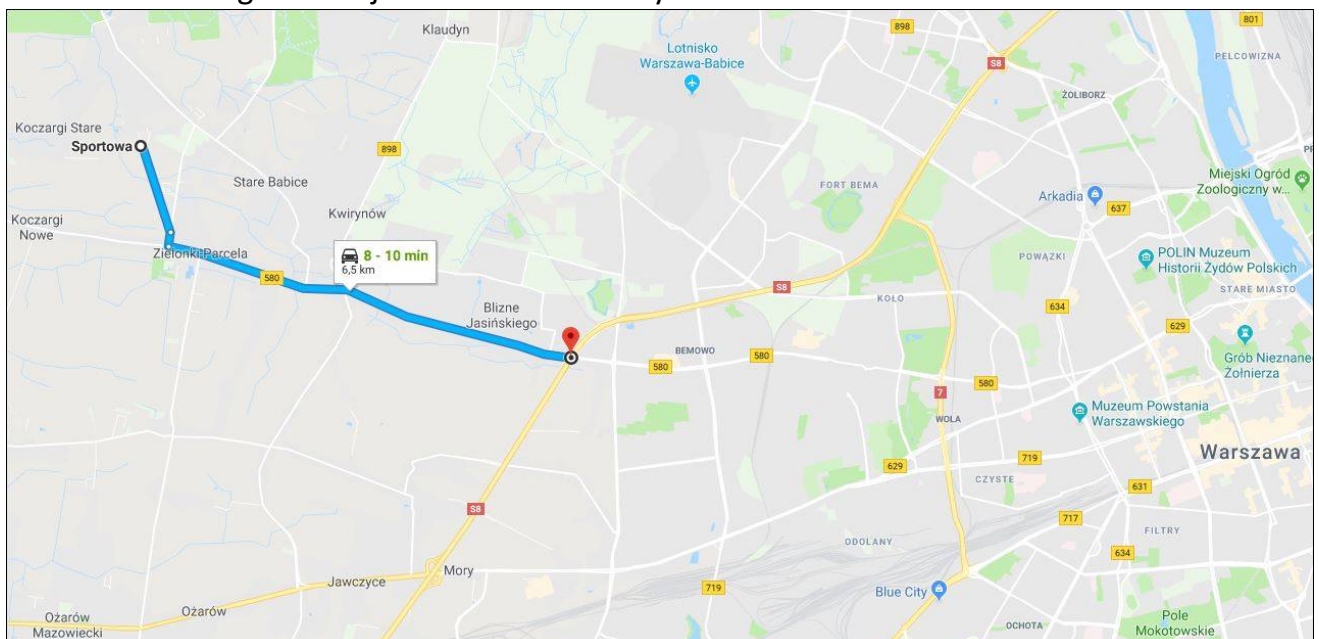 Klaudyn
898
801
Lotnisko
Warszawa-Babice
PELCOWIZNA
S8
ŻOLIBORZ
Koczargi Stare
Sportowa
898
Stare Babice
FORT BEMA
Miejski Ogród
Zoologiczny w...
Arkadia
637
Koczargi
Nowe
Kwirynów
Zielonki-Parcela
8 - 10 min
6,5 km
580
POWĄZKI
POLIN Muzeum
Historii Żydów Polskich
S8
KOŁO
STARE MIASTO
634
629
Blizne
Jasińskiego
BEMOWO
580
580
580
Grób Nieznane
Żołnierza
7
WOLA
Muzeum Powstania
Warszawskiego
Warszawa
719
629
CZYSTE
631
S8
717
FILTRY
ODOLANY
634
Mory
Jawczyce
719
Blue City
Ożarów
Ożarów
Mazowiecki
OCHOTA
Pole
Mokotowskie